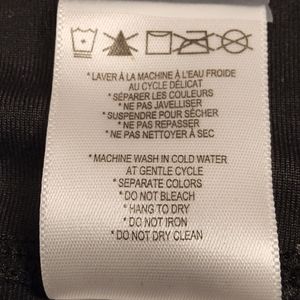 * LAVER À LA MACHINE À L'EAU FROIDE
AU CYCLE DÉLICAT
* SÉPARER LES COULEURS
* NE PAS JAVELLISER
* SUSPENDRE POUR SÉCHER
* NE PAS REPASSER
* NE PAS NETTOYER À SEC
* MACHINE WASH IN COLD WATER
AT GENTLE CYCLE
* SEPARATE COLORS
* DO NOT BLEACH
* HANG TO DRY
* DO NOT IRON
* DO NOT DRY CLEAN